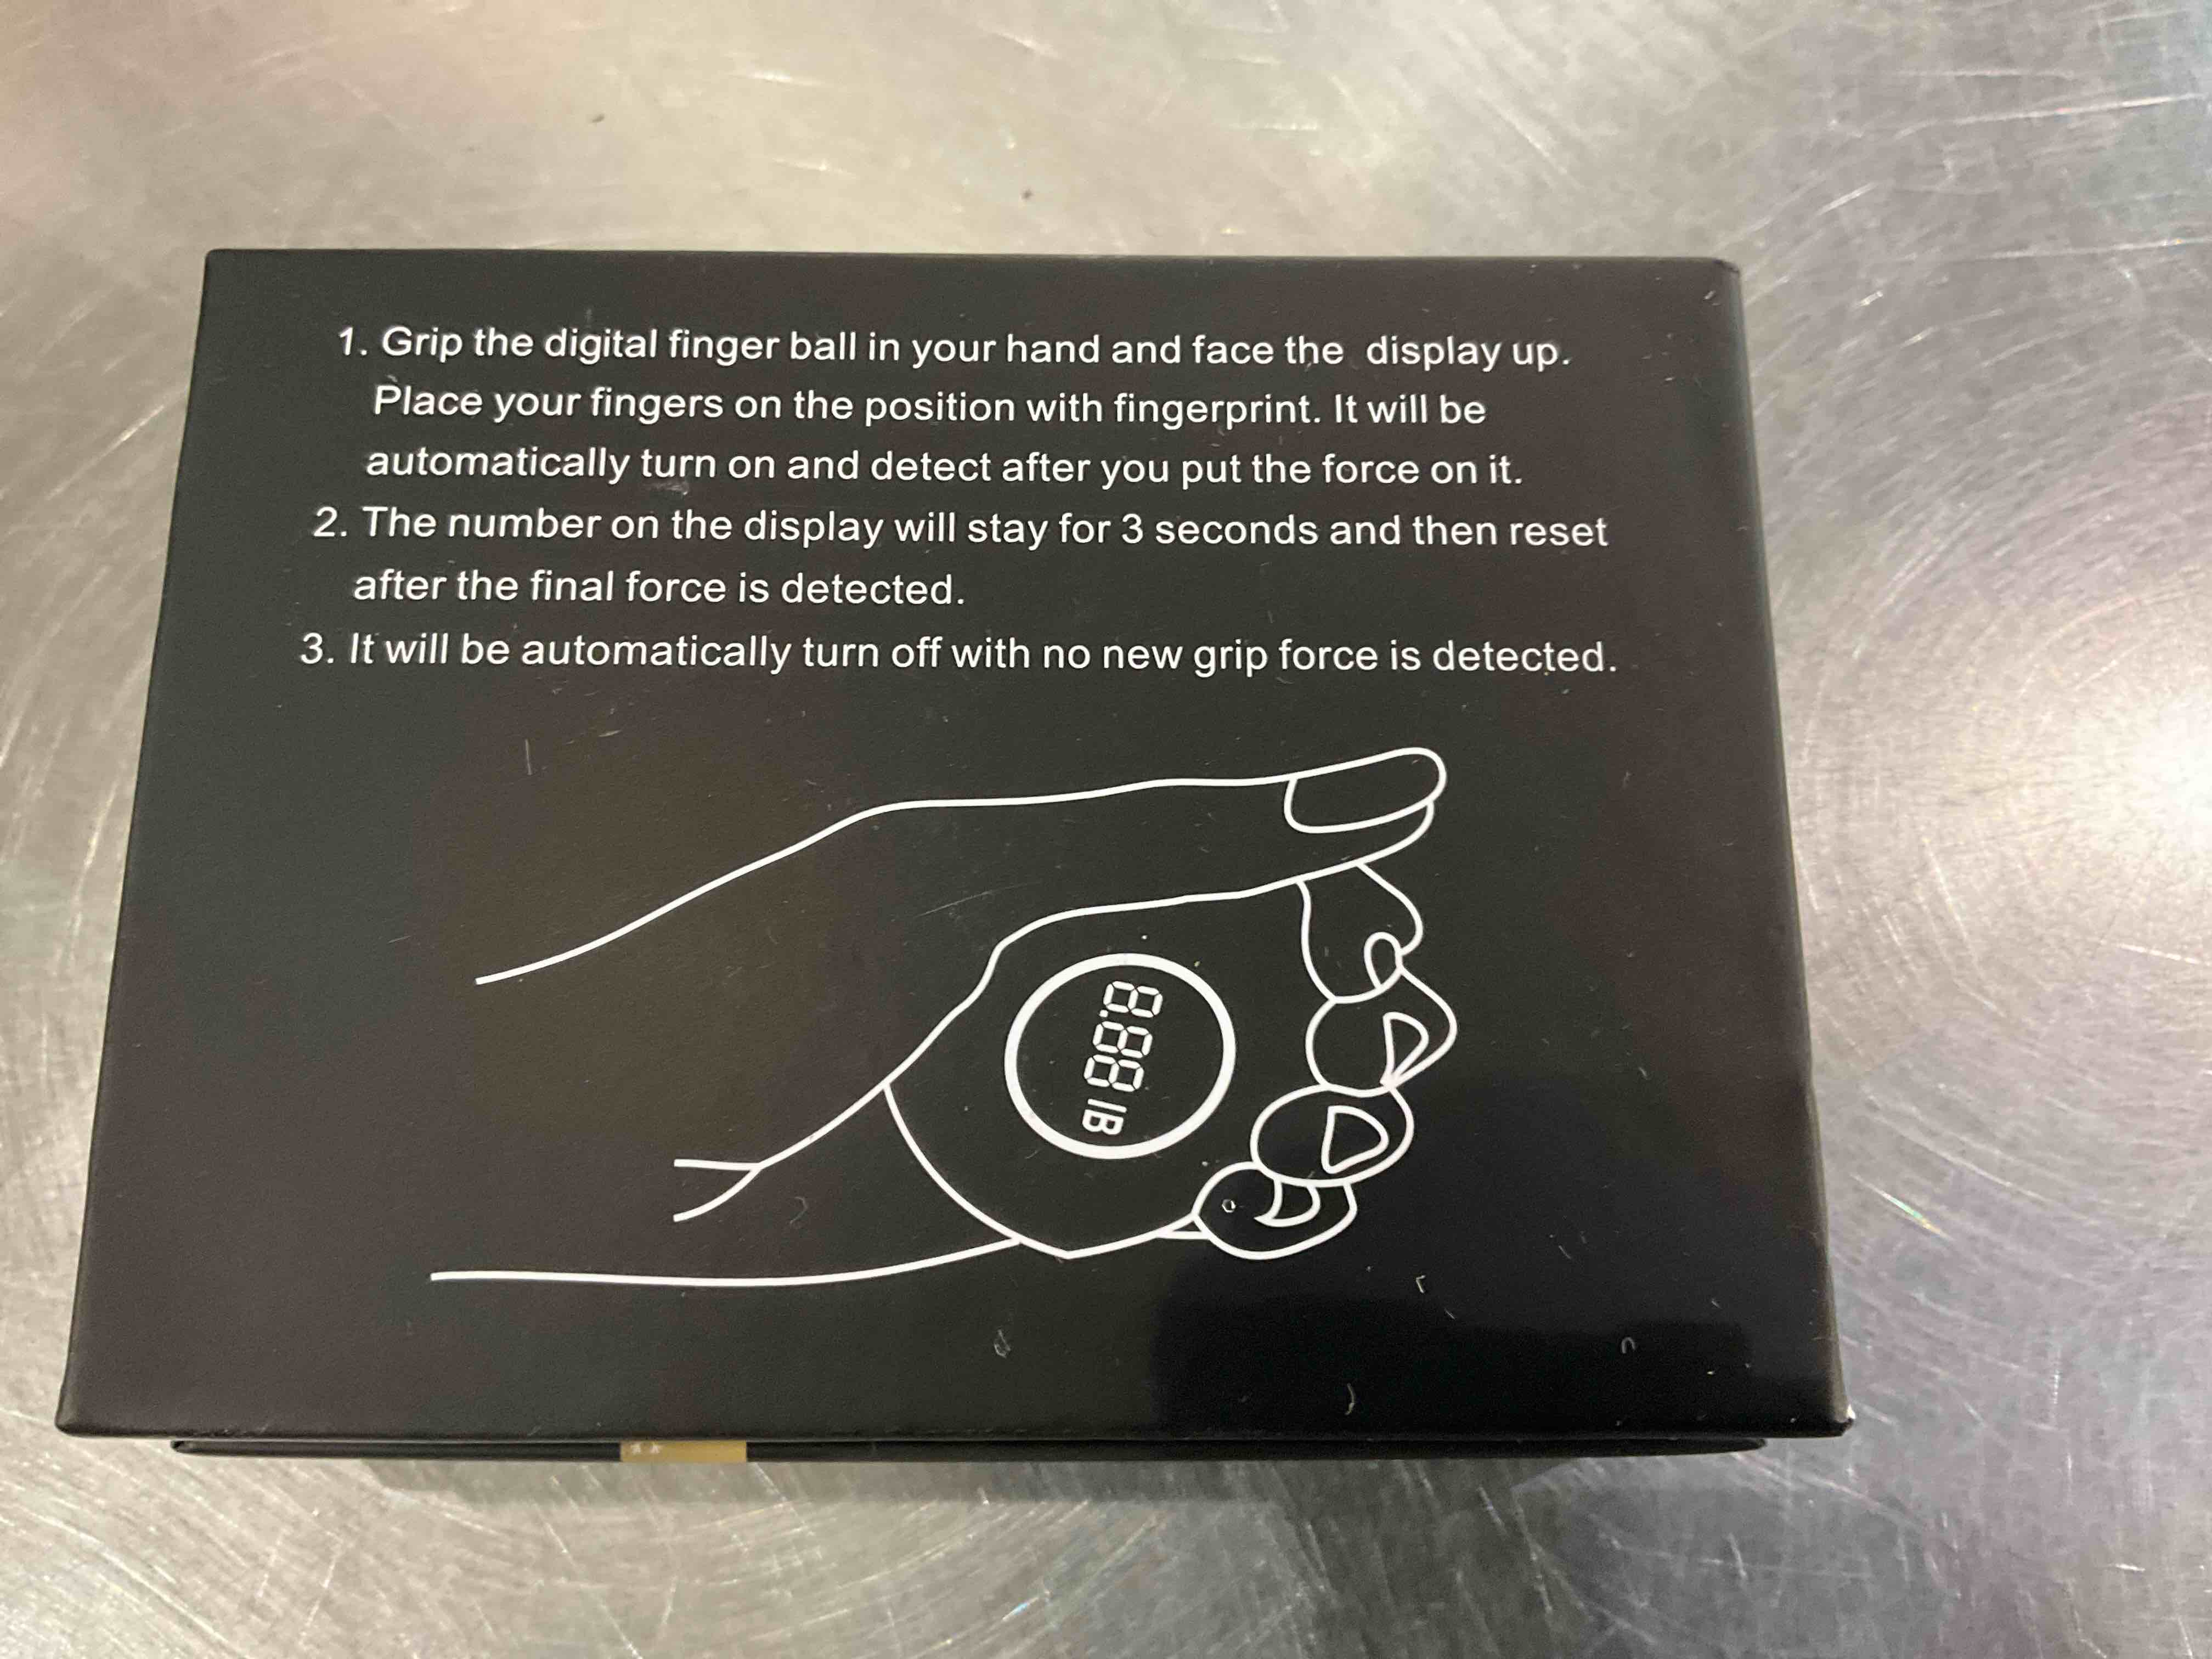 1. Grip the digital finger ball in your hand and face the display up.
Place your fingers on the position with fingerprint. It will be
automatically turn on and detect after you put the force on it.
2. The number on the display will stay for 3 seconds and then reset
after the final force is detected.
3. It will be automatically turn off with no new grip force is detected.
8.88 lB